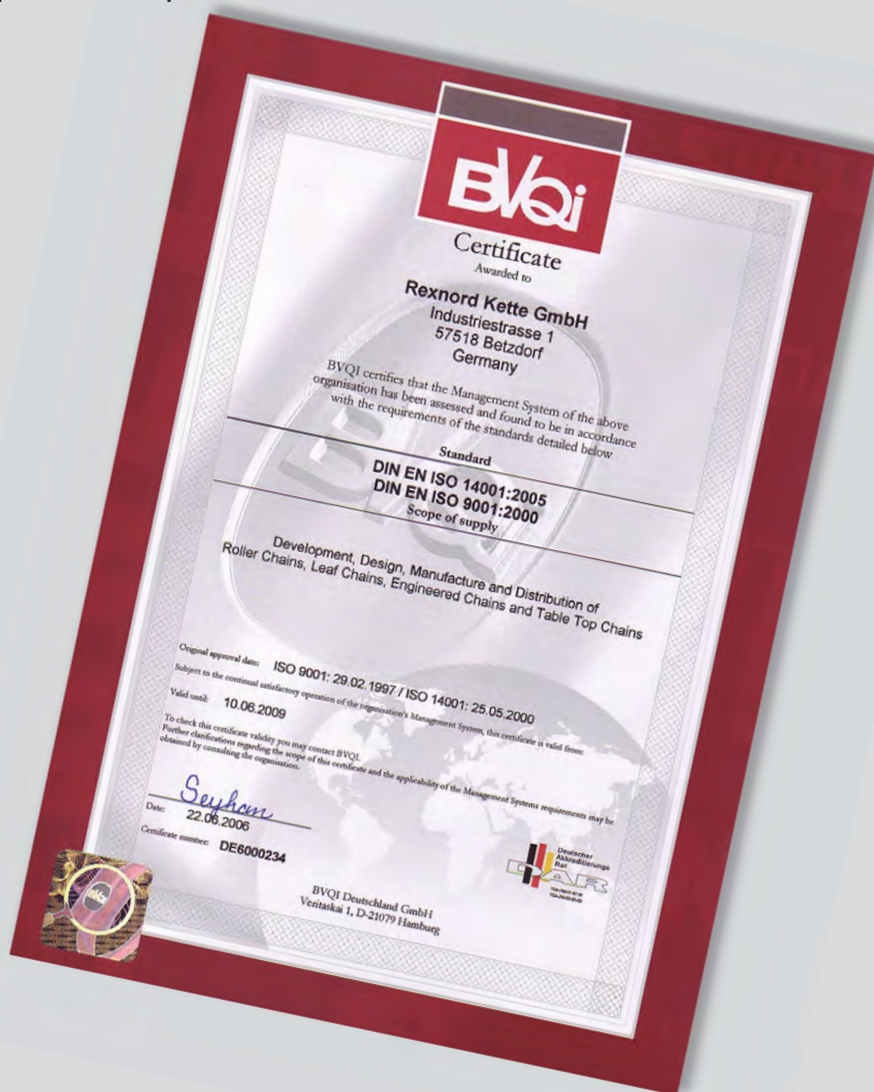 BVQi
Certificate
Awarded to
Rexnord Kette GmbH
Industriestrasse 1
57518 Betzdorf
Germany
BVQI certifies that the Management System of the above
organisation has been assessed and found to be in accordance
with the requirements of the standards detailed below
Standard
DIN EN ISO 14001:2005
DIN EN ISO 9001:2000
Scope of supply
Development, Design, Manufacture and Distribution of
Roller Chains, Leaf Chains, Engineered Chains and Table Top Chains
Original approval date: ISO 9001: 29.02.1997 / ISO 14001: 25.05.2000
Subject to the continual satisfactory operation of the organisation's Management System, this certificate is valid from:
Valid until: 10.06.2009
To check this certificate validity you may contact BVQI.
Further clarifications regarding the scope of this certificate and the applicability of the Management Systems requirements may be
obtained by consulting the organisation.
Seyhan
Date: 22.06.2006
Certificate number: DE6000234
Deutscher
Akkreditierungs
Rat
DAR
BVQI Deutschland GmbH
Veritaskai 1, D-21079 Hamburg